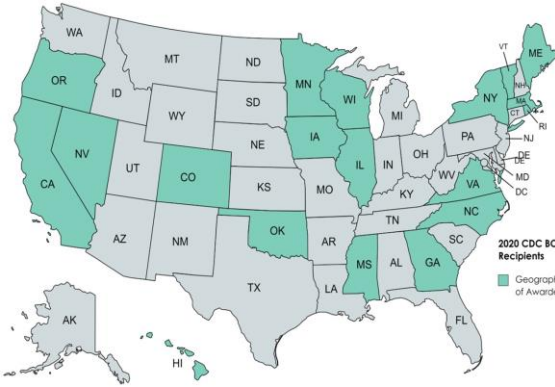 WA
MT
ND
MN
VT
ME
OR
ID
SD
WI
NH
NY
MA
WY
MI
CT
RI
IA
PA
NJ
NE
NV
OH
DE
IL
IN
DE
UT
CO
WV
MD
CA
VA
KS
MO
KY
DC
NC
TN
OK
AZ
NM
AR
SC
2020 CDC BO
Recipients
MS
AL
GA
TX
LA
Geograph
of Awarde
FL
AK
HI